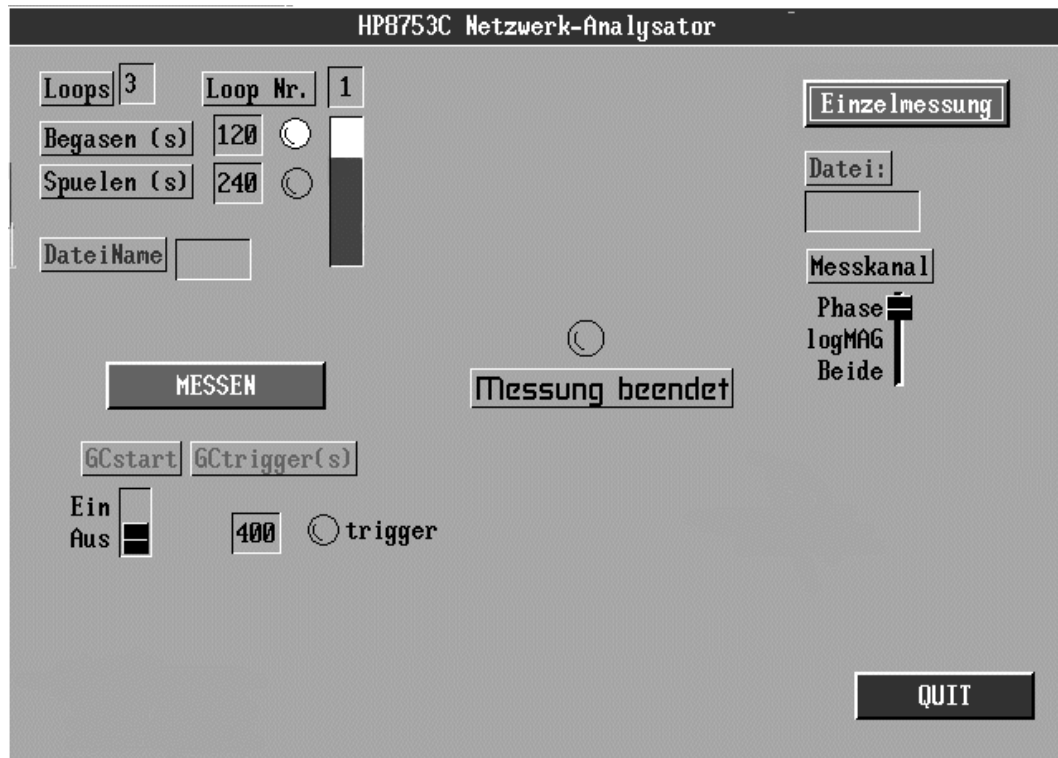 HP8753C Netzwerk-Analysator
Loops 3 Loop Nr. 1
Begasen (s) 120
Spuelen (s) 240
DateiName
Einzelmessung
Datei:
Messkanal
Phase
logMAG
Beide
MESSEN
Messung beendet
GCstart GCtrigger(s)
Ein
Aus 400 trigger
QUIT